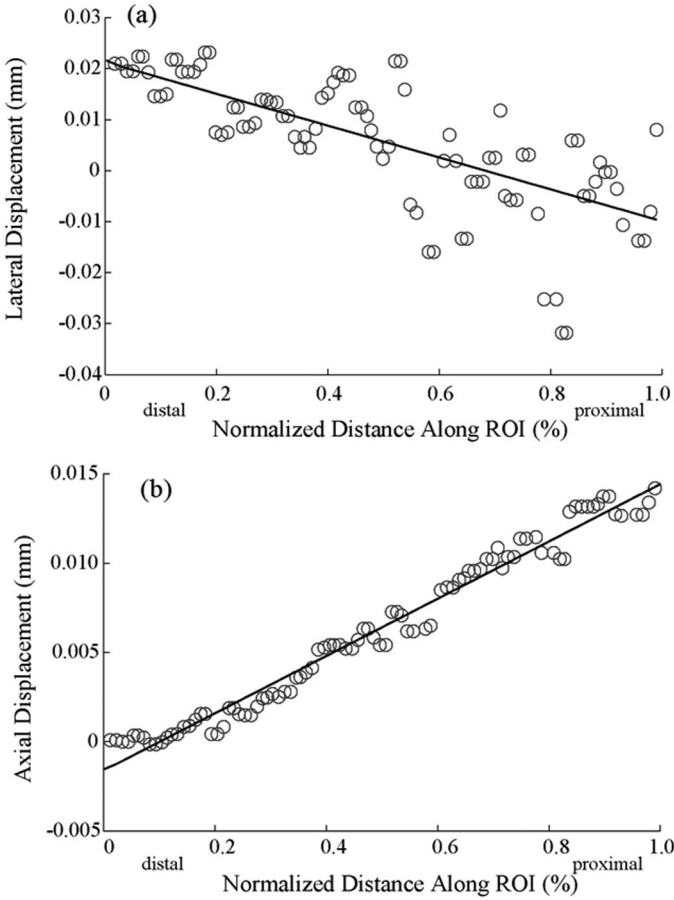 (a)
0.03
0.02
0.01
0
-0.01
-0.02
-0.03
-0.04
Lateral Displacement (mm)
0 0.2 0.4 0.6 0.8 1.0
distal proximal
Normalized Distance Along ROI (%)
(b)
0.015
0.010
0.005
0
-0.005
Axial Displacement (mm)
0 0.2 0.4 0.6 0.8 1.0
distal proximal
Normalized Distance Along ROI (%)